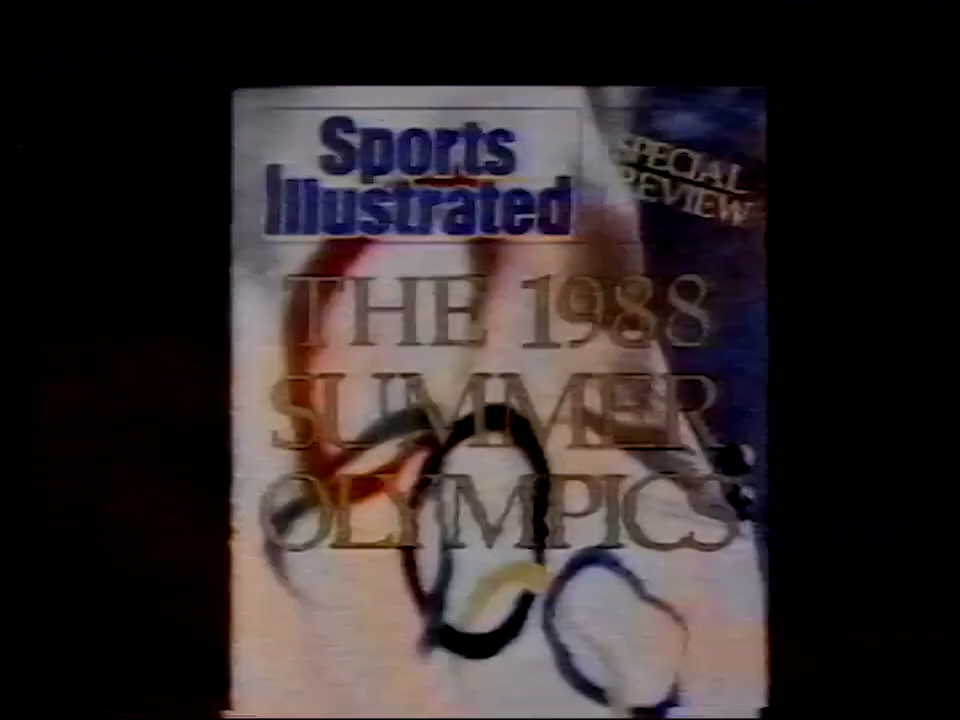 Sports
Illustrated
SPECIAL
REVIEW
THE 1988
SUMMER
OLYMPICS